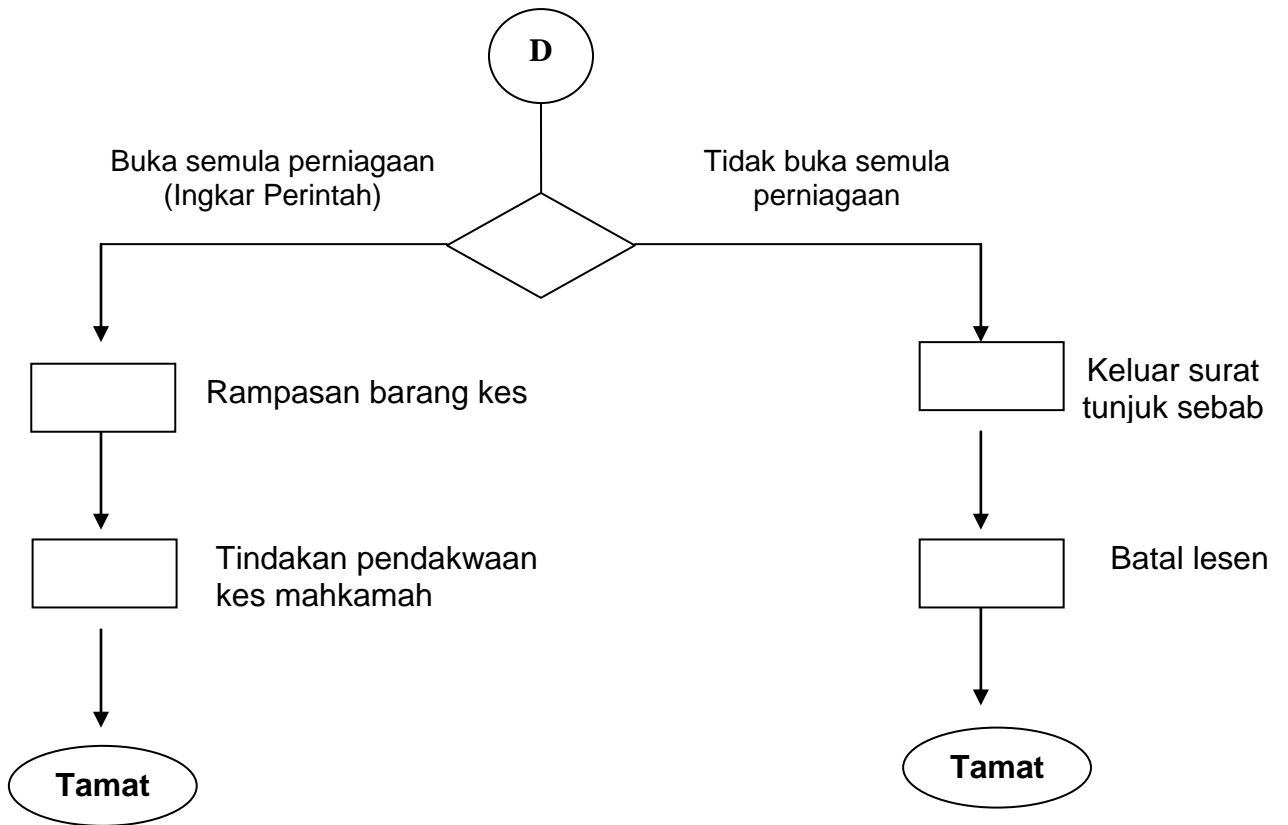 D
Buka semula perniagaan
(Ingkar Perintah)
Tidak buka semula
perniagaan
Rampasan barang kes
Keluar surat
tunjuk sebab
Tindakan pendakwaan
kes mahkamah
Batal lesen
Tamat
Tamat